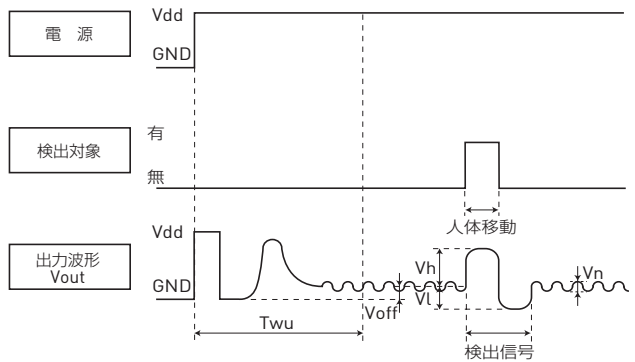 Vdd
電 源
GND
有
検出対象
無
人体移動
Vdd
出力波形
Vout
GND
Vh
Vl
Vn
Voff
Twu
検出信号